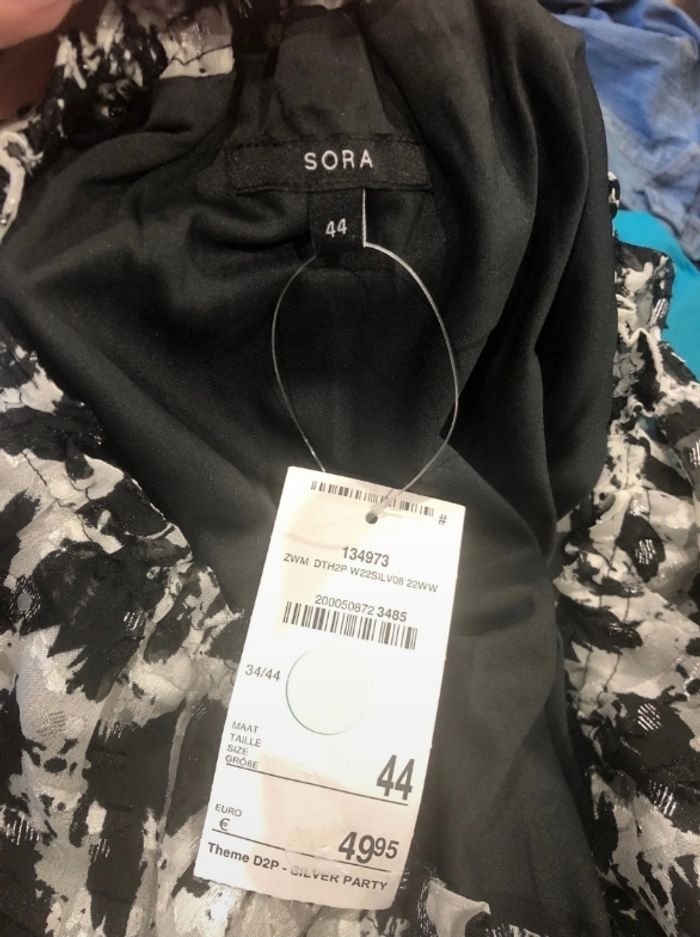 SORA
44
#
134973
ZWM DTH2P W22SILV08 22WW
200050872 3485
34/44
MAAT
TAILLE
SIZE
GRÖßE
44
EURO
€
4995
Theme D2P - SILVER PARTY